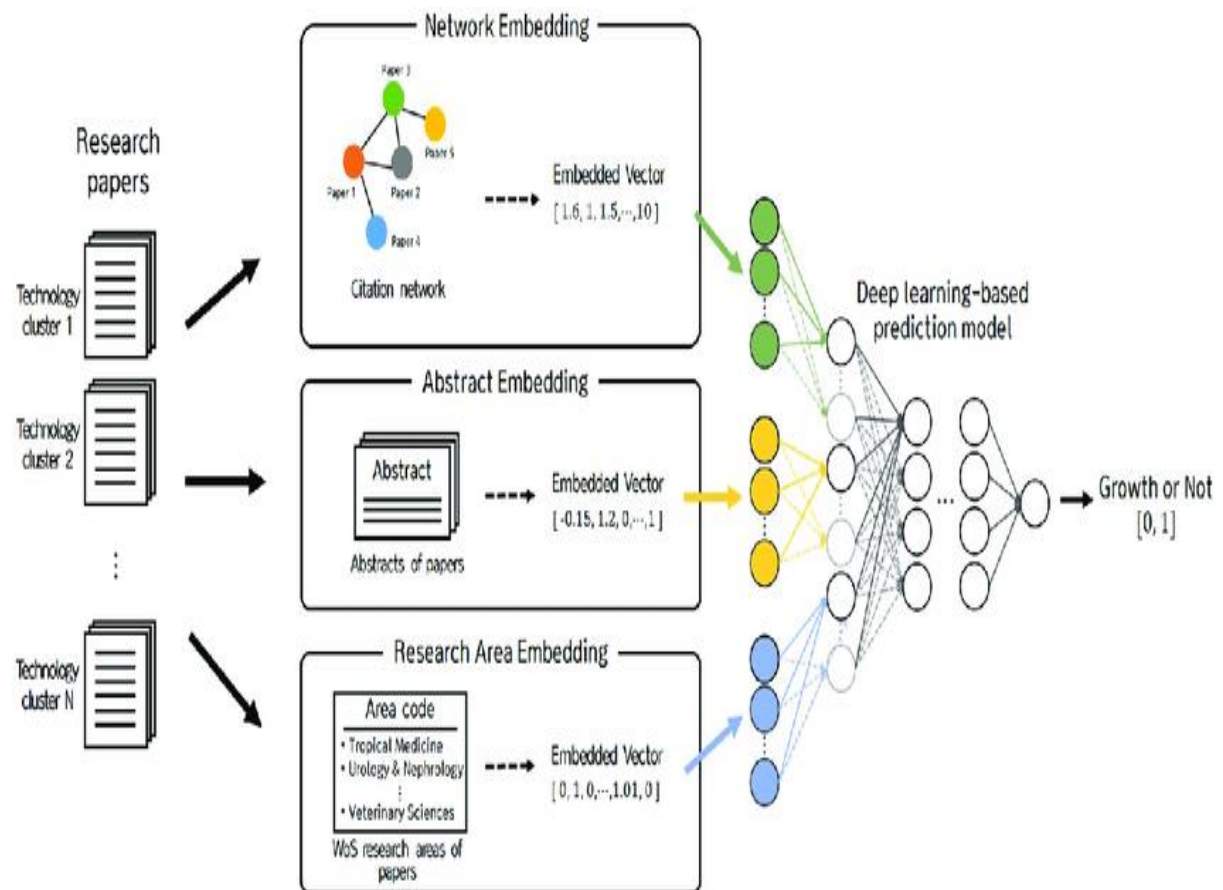 Research
papers
Technology
cluster 1
Technology
cluster 2
⋮
Technology
cluster N
Network Embedding
Paper 3
Paper 5
Paper 1
Paper 2
Paper 4
Citation network
Embedded Vector
[ 1.6, 1, 1.5,⋯,10 ]
Abstract Embedding
Abstract
Abstracts of papers
Embedded Vector
[ -0.15, 1.2, 0,⋯,1 ]
Research Area Embedding
Area code
• Tropical Medicine
• Urology & Nephrology
⋮
• Veterinary Sciences
WoS research areas of
papers
Embedded Vector
[ 0, 1, 0,⋯,1.01, 0 ]
Deep learning-based
prediction model
...
Growth or Not
[0, 1]